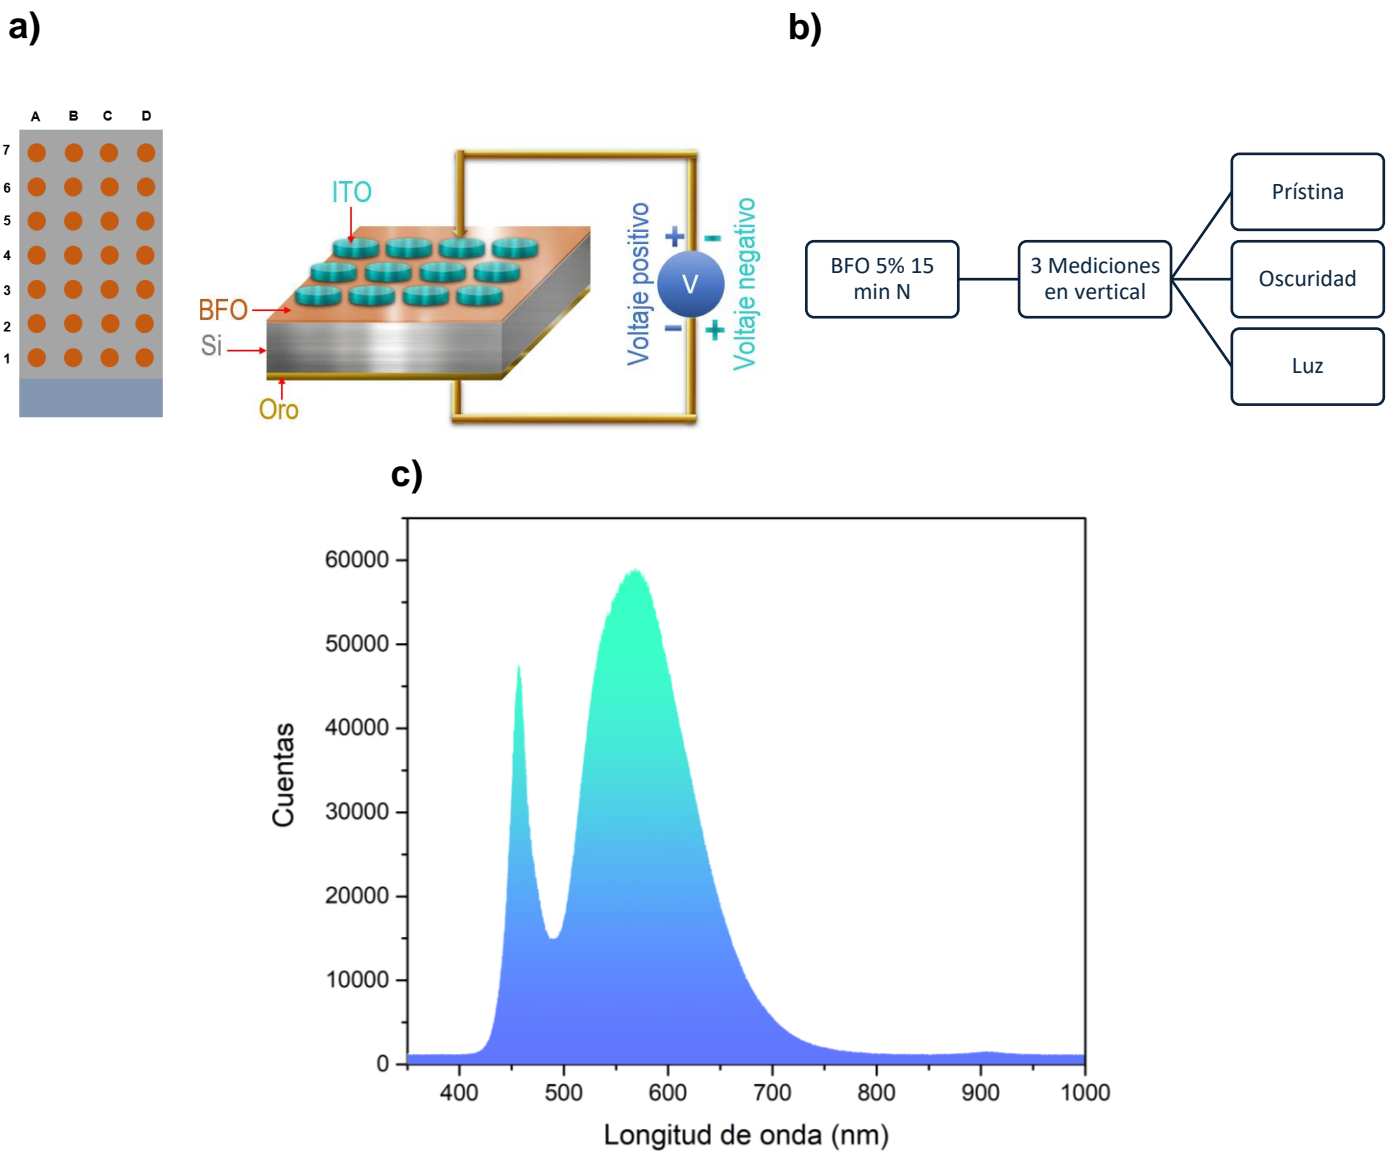 a)
A B C D
7
6
5
4
3
2
1
ITO
BFO
Si
Oro
Voltaje positivo
+ -
V
- +
Voltaje negativo
b)
BFO 5% 15
min N
3 Mediciones
en vertical
Prístina
Oscuridad
Luz
c)
Cuentas
60000
50000
40000
30000
20000
10000
0
400 500 600 700 800 900 1000
Longitud de onda (nm)